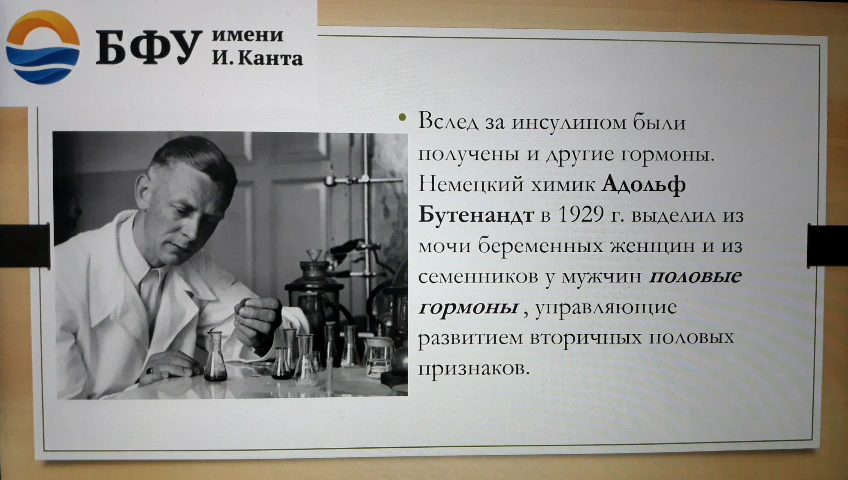 БФУ имени
И. Канта
Вслед за инсулином были
получены и другие гормоны.
Немецкий химик Адольф
Бутенандт в 1929 г. выделил из
мочи беременных женщин и из
семенников у мужчин половые
гормоны , управляющие
развитием вторичных половых
признаков.